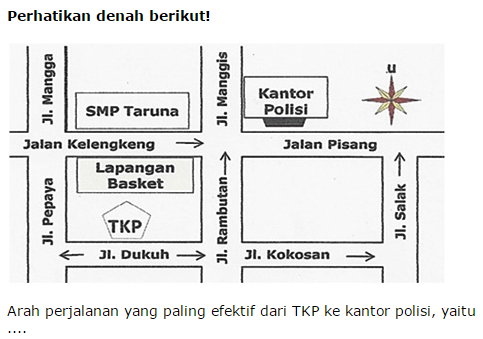 Perhatikan denah berikut!
u
Jl. Mangga
Jl. Manggis
SMP Taruna
Kantor
Polisi
Jalan Kelengkeng
Jalan Pisang
Lapangan
Basket
Jl. Pepaya
TKP
Jl. Rambutan
Jl. Salak
Jl. Dukuh
Jl. Kokosan
Arah perjalanan yang paling efektif dari TKP ke kantor polisi, yaitu
....